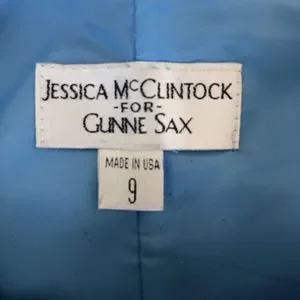 JESSICA McCLINTOCK
-FOR-
GUNNE SAX
MADE IN USA
9